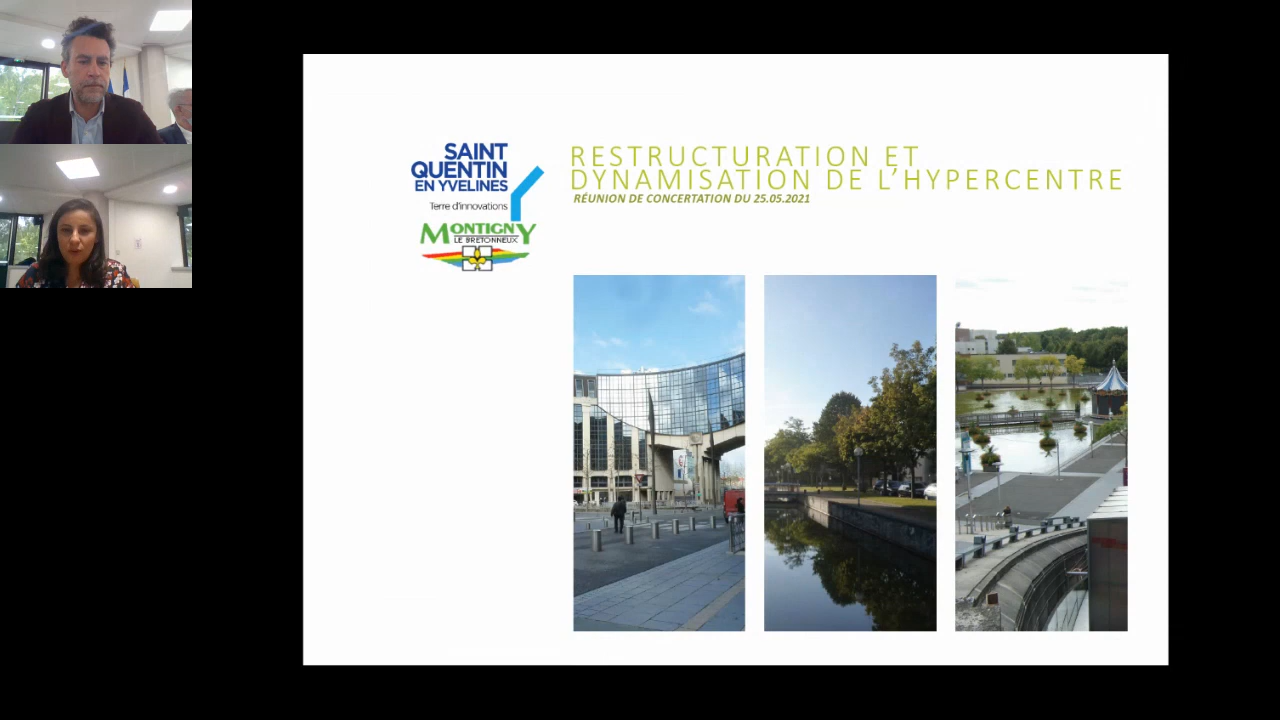 SAINT
QUENTIN
EN YVELINES
Terre d'innovations
MONTIGNY
LE BRETONNEUX
RESTRUCTURATION ET
DYNAMISATION DE L'HYPERCENTRE
RÉUNION DE CONCERTATION DU 25.05.2021